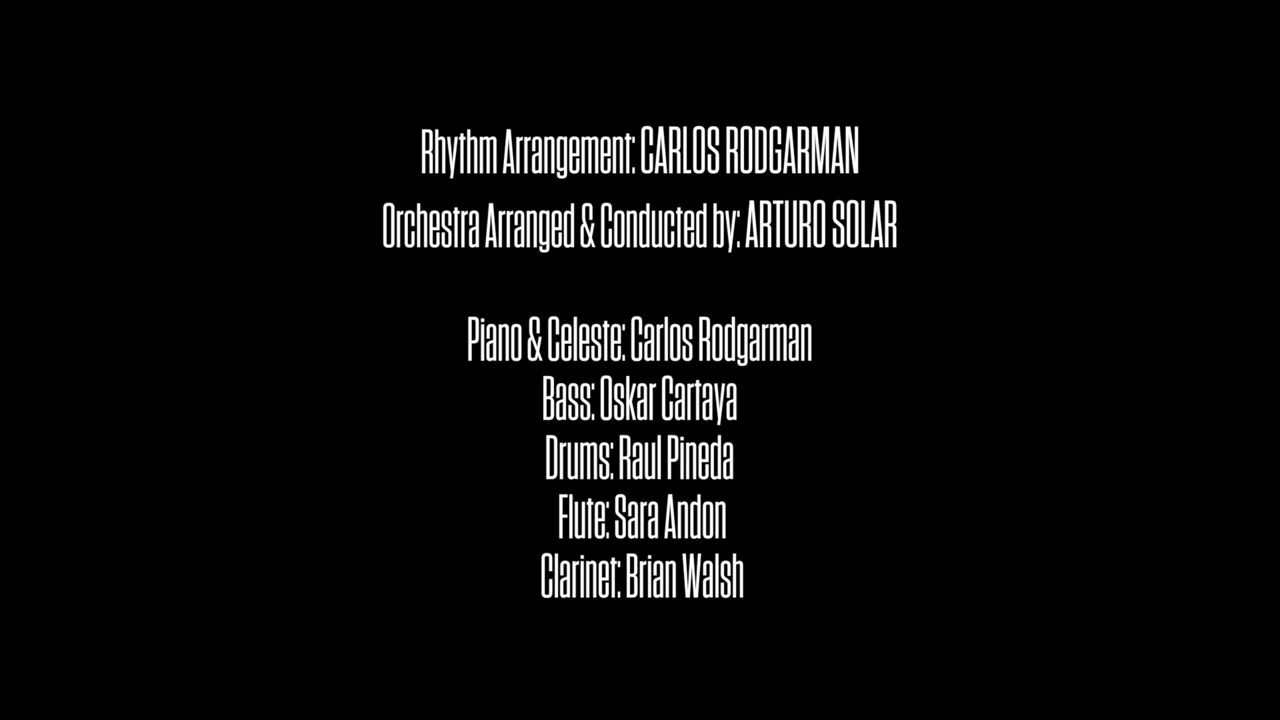 Rhythm Arrangement: CARLOS RODGARMAN
Orchestra Arranged & Conducted by: ARTURO SOLAR
Piano & Celeste: Carlos Rodgarman
Bass: Oskar Cartaya
Drums: Raul Pineda
Flute: Sara Andon
Clarinet: Brian Walsh